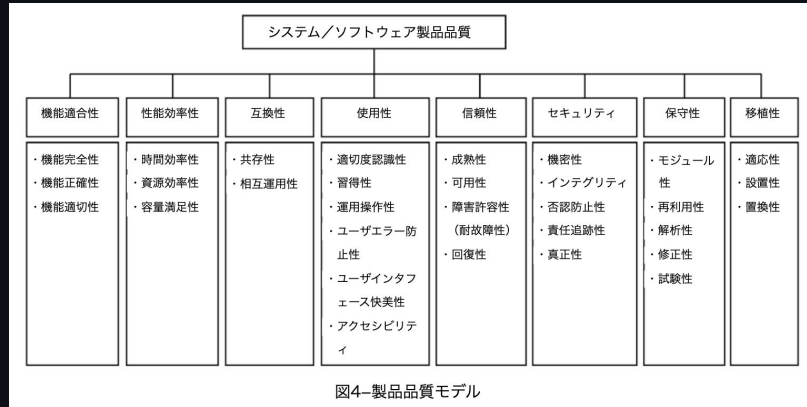 システム／ソフトウェア製品品質
機能適合性
性能効率性
互換性
使用性
信頼性
セキュリティ
保守性
移植性
・機能完全性
・機能正確性
・機能適切性
・時間効率性
・資源効率性
・容量満足性
・共存性
・相互運用性
・適切度認識性
・習得性
・運用操作性
・ユーザエラー防
止性
・ユーザインタフ
ェース快美性
・アクセシビリテ
ィ
・成熟性
・可用性
・障害許容性
（耐故障性）
・回復性
・機密性
・インテグリティ
・否認防止性
・責任追跡性
・真正性
・モジュール
性
・再利用性
・解析性
・修正性
・試験性
・適応性
・設置性
・置換性
図4–製品品質モデル